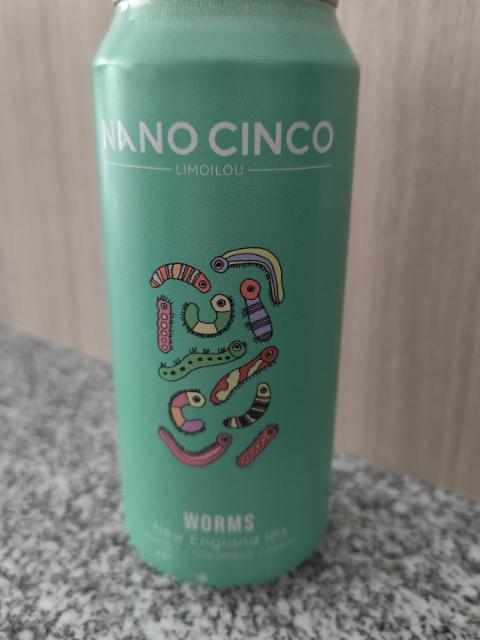 NANO CINCO
LIMOILOU
WORMS
New England IPA
/ COLUMBUS /